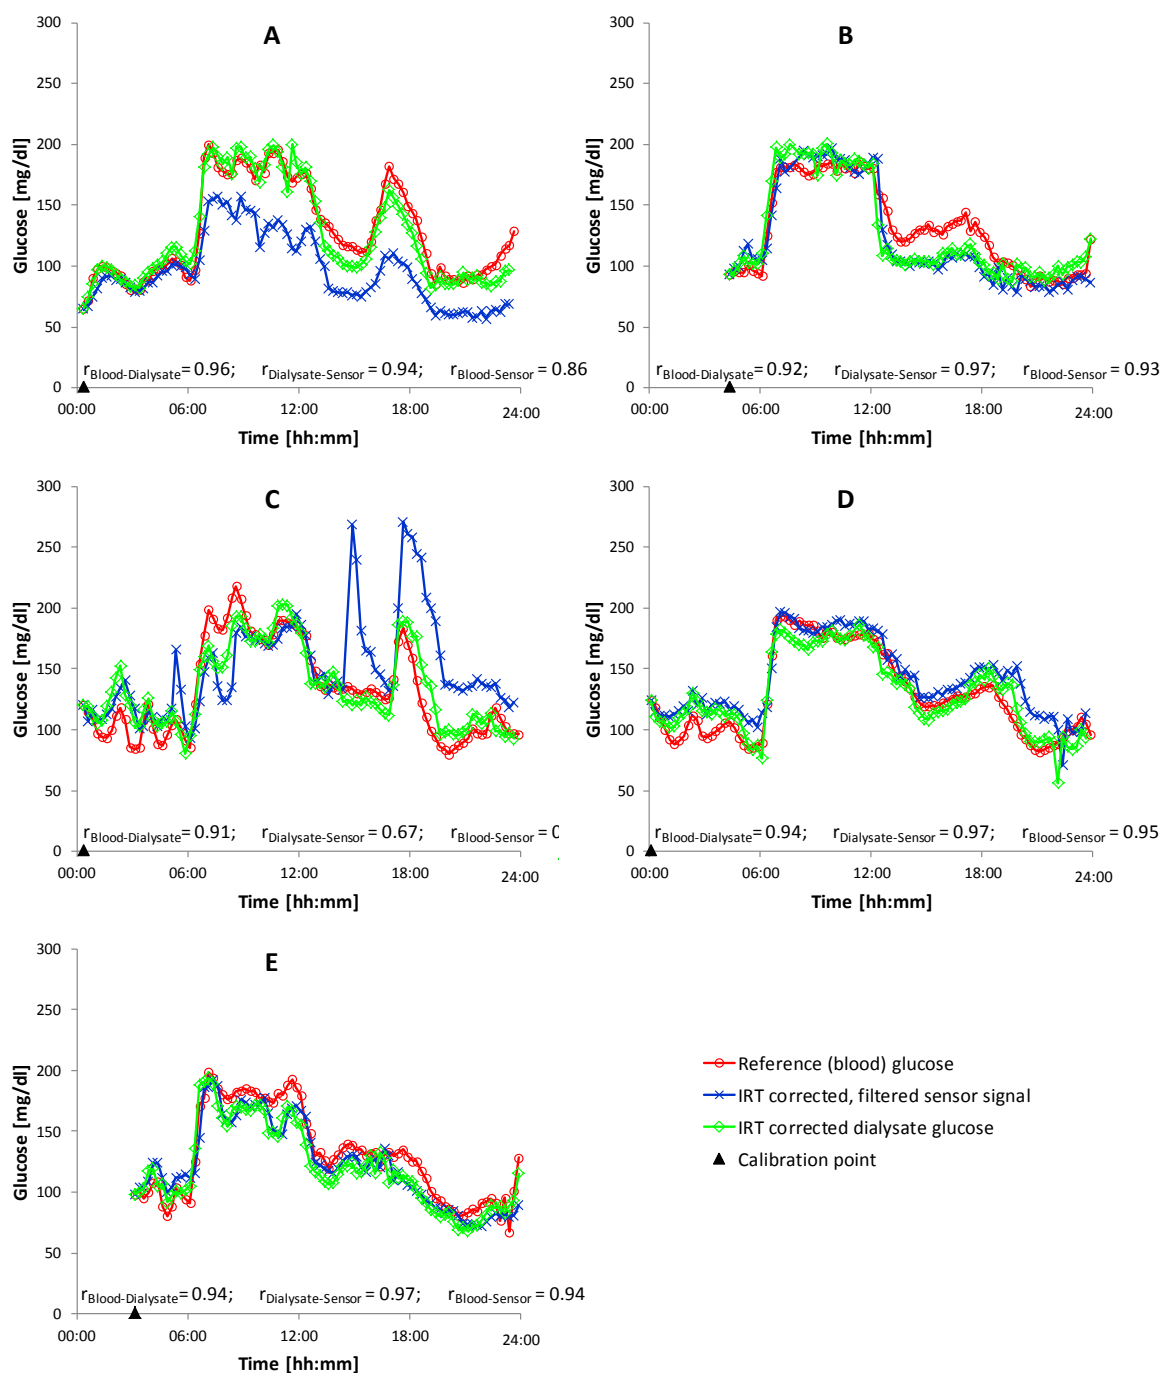 A
Glucose [mg/dl]
300
250
200
150
100
50
0
rBlood-Dialysate= 0.96; rDialysate-Sensor = 0.94; rBlood-Sensor = 0.86
00:00 06:00 12:00 18:00 24:00
Time [hh:mm]
B
Glucose [mg/dl]
300
250
200
150
100
50
0
rBlood-Dialysate= 0.92; rDialysate-Sensor = 0.97; rBlood-Sensor = 0.93
00:00 06:00 12:00 18:00 24:00
Time [hh:mm]
C
Glucose [mg/dl]
300
250
200
150
100
50
0
rBlood-Dialysate= 0.91; rDialysate-Sensor = 0.67; rBlood-Sensor =
00:00 06:00 12:00 18:00 24:00
Time [hh:mm]
D
Glucose [mg/dl]
300
250
200
150
100
50
0
rBlood-Dialysate= 0.94; rDialysate-Sensor = 0.97; rBlood-Sensor = 0.95
00:00 06:00 12:00 18:00 24:00
Time [hh:mm]
E
Glucose [mg/dl]
300
250
200
150
100
50
0
rBlood-Dialysate= 0.94; rDialysate-Sensor = 0.97; rBlood-Sensor = 0.94
00:00 06:00 12:00 18:00 24:00
Time [hh:mm]
Reference (blood) glucose
IRT corrected, filtered sensor signal
IRT corrected dialysate glucose
Calibration point